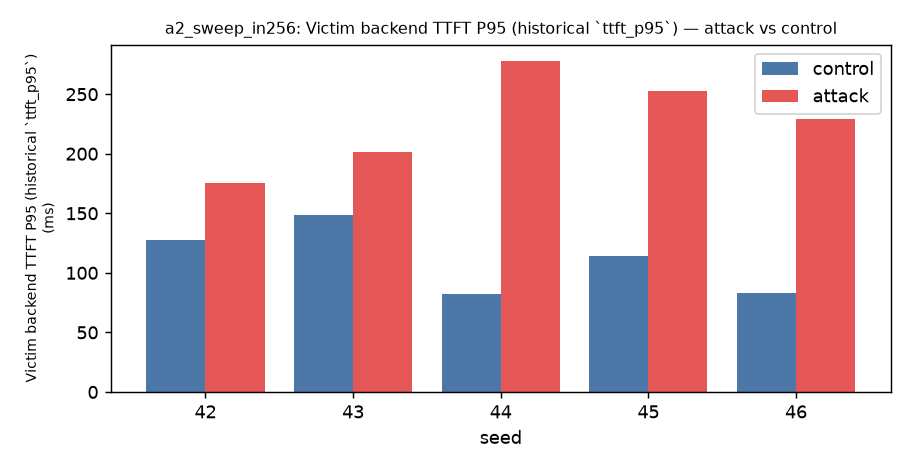 a2_sweep_in256: Victim backend TTFT P95 (historical `ttft_p95`) — attack vs control
Victim backend TTFT P95 (historical `ttft_p95`)
(ms)
250
200
150
100
50
0
control
attack
42
43
44
45
46
seed